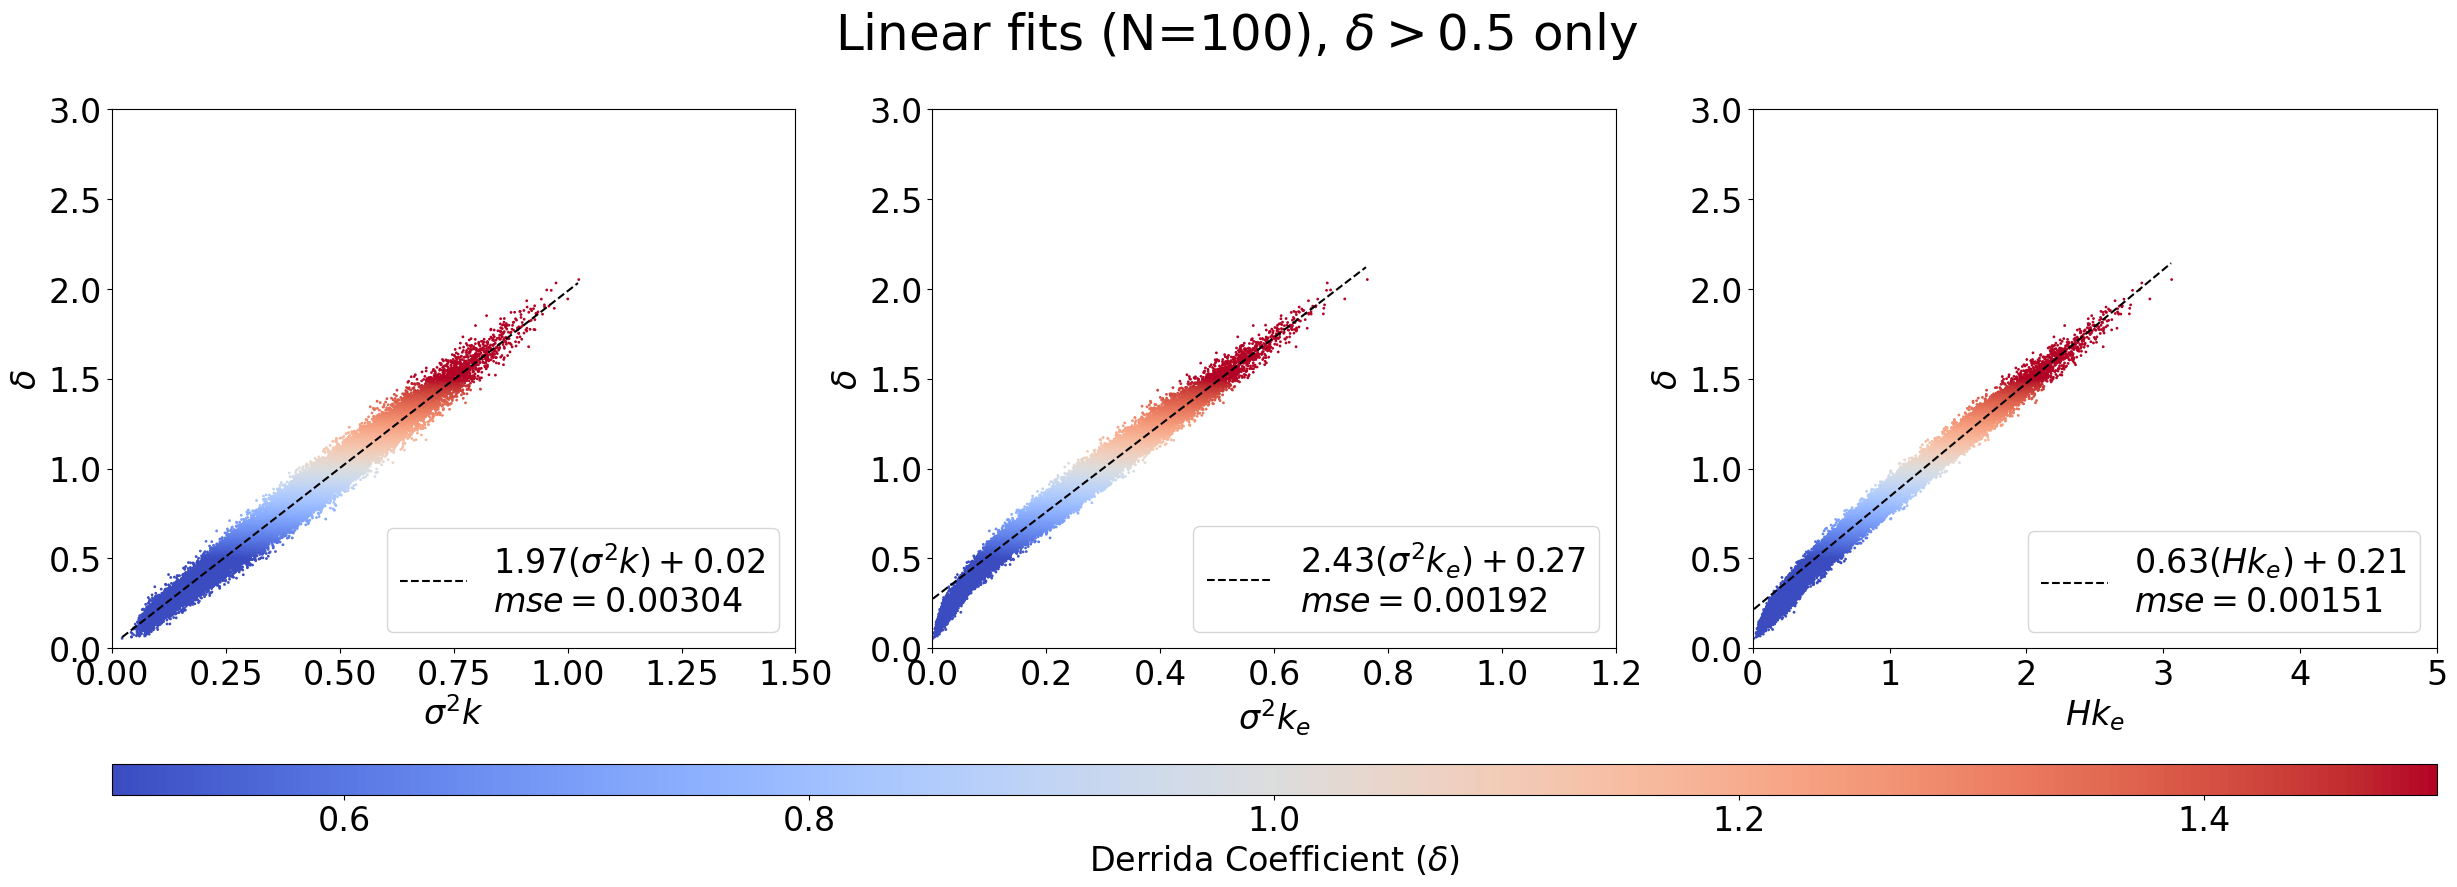 Linear fits (N=100), δ > 0.5 only
3.0
2.5
2.0
1.5
1.0
0.5
0.0
δ
0.00 0.25 0.50 0.75 1.00 1.25 1.50
σ²k
1.97(σ²k) + 0.02
mse = 0.00304
3.0
2.5
2.0
1.5
1.0
0.5
0.0
δ
0.0 0.2 0.4 0.6 0.8 1.0 1.2
σ²kₑ
2.43(σ²kₑ) + 0.27
mse = 0.00192
3.0
2.5
2.0
1.5
1.0
0.5
0.0
δ
0 1 2 3 4 5
Hkₑ
0.63(Hkₑ) + 0.21
mse = 0.00151
0.6 0.8 1.0 1.2 1.4
Derrida Coefficient (δ)